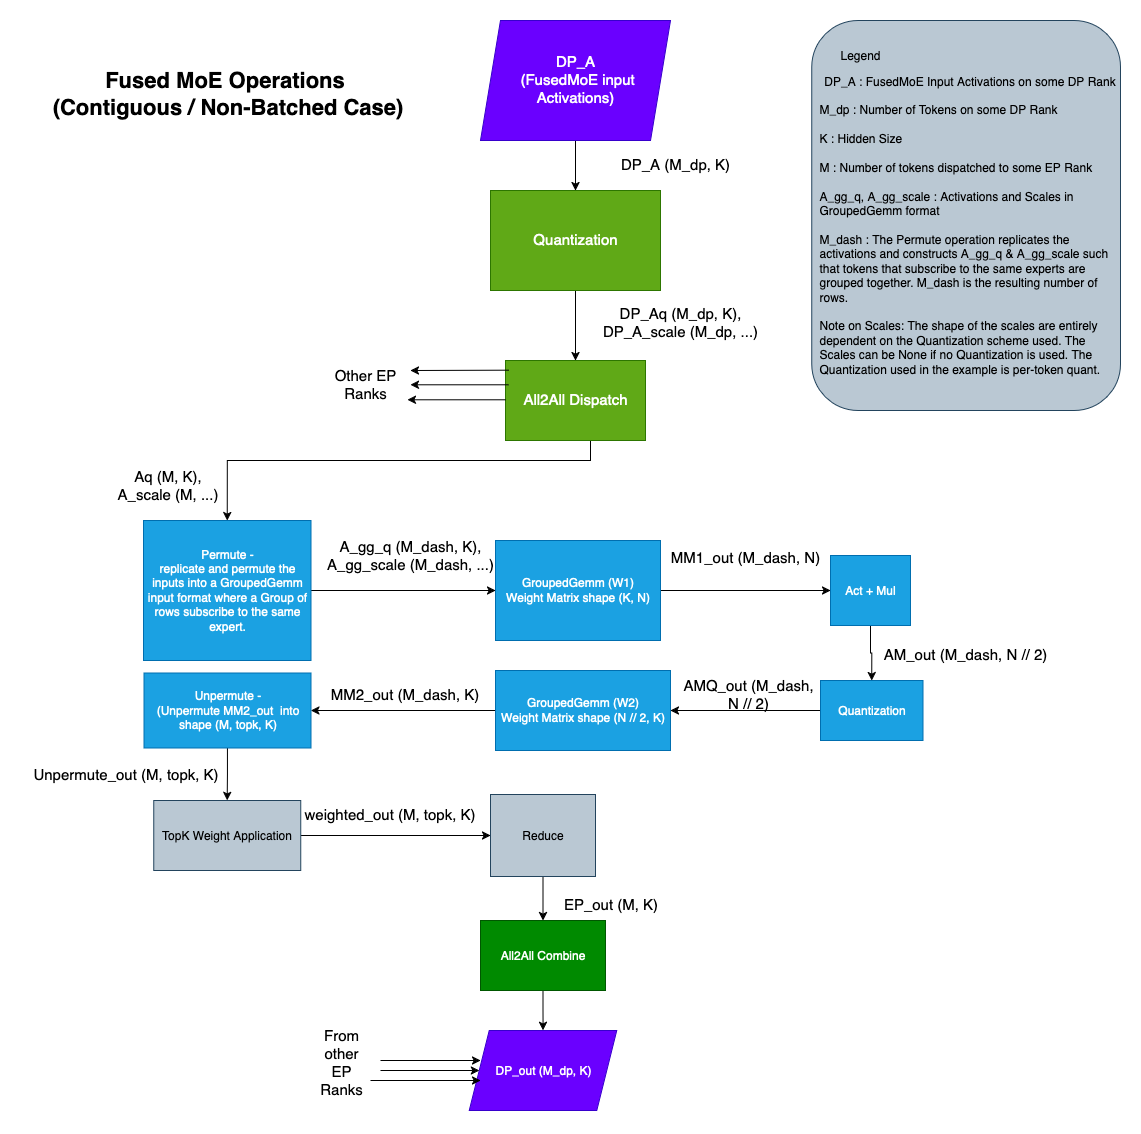 Fused MoE Operations
(Contiguous / Non-Batched Case)
DP_A
(FusedMoE input
Activations)
Legend
DP_A : FusedMoE Input Activations on some DP Rank
M_dp : Number of Tokens on some DP Rank
K : Hidden Size
M : Number of tokens dispatched to some EP Rank
A_gg_q, A_gg_scale : Activations and Scales in
GroupedGemm format
M_dash : The Permute operation replicates the
activations and constructs A_gg_q & A_gg_scale such
that tokens that subscribe to the same experts are
grouped together. M_dash is the resulting number of
rows.
Note on Scales: The shape of the scales are entirely
dependent on the Quantization scheme used. The
Scales can be None if no Quantization is used. The
Quantization used in the example is per-token quant.
DP_A (M_dp, K)
Quantization
DP_Aq (M_dp, K),
DP_A_scale (M_dp, ...)
Other EP
Ranks
All2All Dispatch
Aq (M, K),
A_scale (M, ...)
Permute -
replicate and permute the
inputs into a GroupedGemm
input format where a Group of
rows subscribe to the same
expert.
A_gg_q (M_dash, K),
A_gg_scale (M_dash, ...)
GroupedGemm (W1)
Weight Matrix shape (K, N)
MM1_out (M_dash, N)
Act + Mul
AM_out (M_dash, N // 2)
Quantization
AMQ_out (M_dash,
N // 2)
GroupedGemm (W2)
Weight Matrix shape (N // 2, K)
MM2_out (M_dash, K)
Unpermute -
(Unpermute MM2_out into
shape (M, topk, K)
Unpermute_out (M, topk, K)
TopK Weight Application
weighted_out (M, topk, K)
Reduce
EP_out (M, K)
All2All Combine
From
other
EP
Ranks
DP_out (M_dp, K)